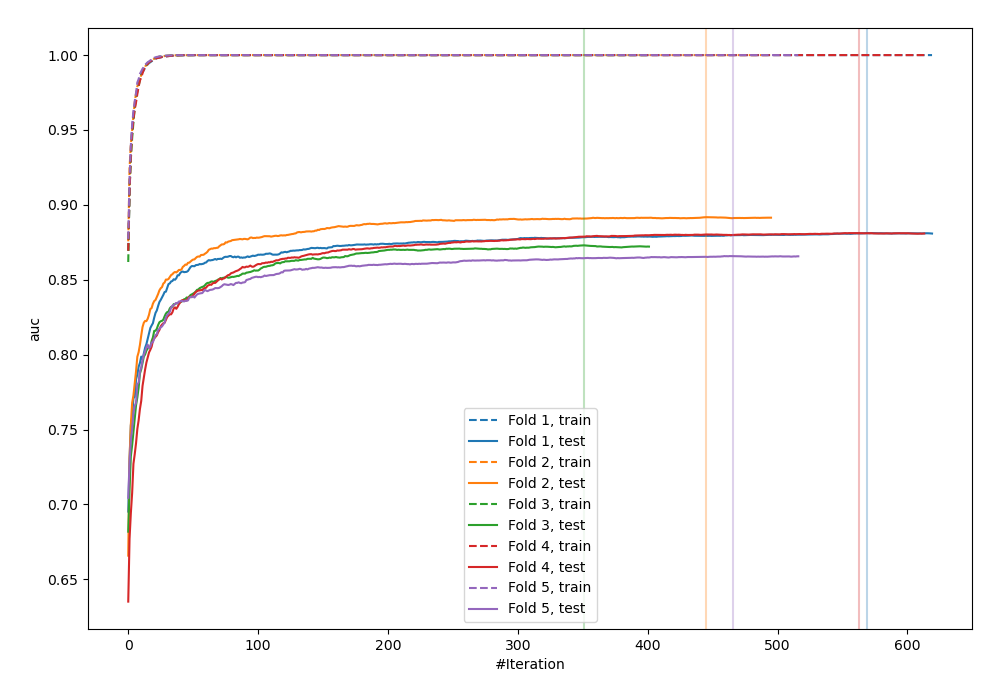 1.00
0.95
0.90
0.85
0.80
0.75
0.70
0.65
auc
0
100
200
300
400
500
600
#Iteration
Fold 1, train
Fold 1, test
Fold 2, train
Fold 2, test
Fold 3, train
Fold 3, test
Fold 4, train
Fold 4, test
Fold 5, train
Fold 5, test